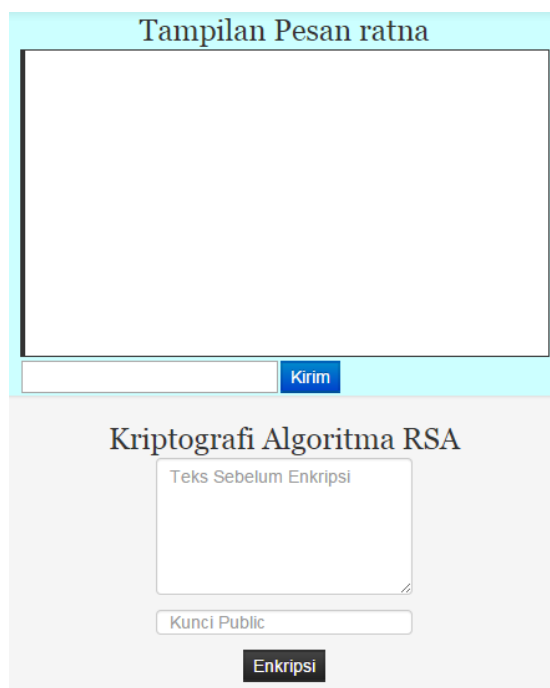 Tampilan Pesan ratna
Kirim
Kriptografi Algoritma RSA
Teks Sebelum Enkripsi
Kunci Public
Enkripsi